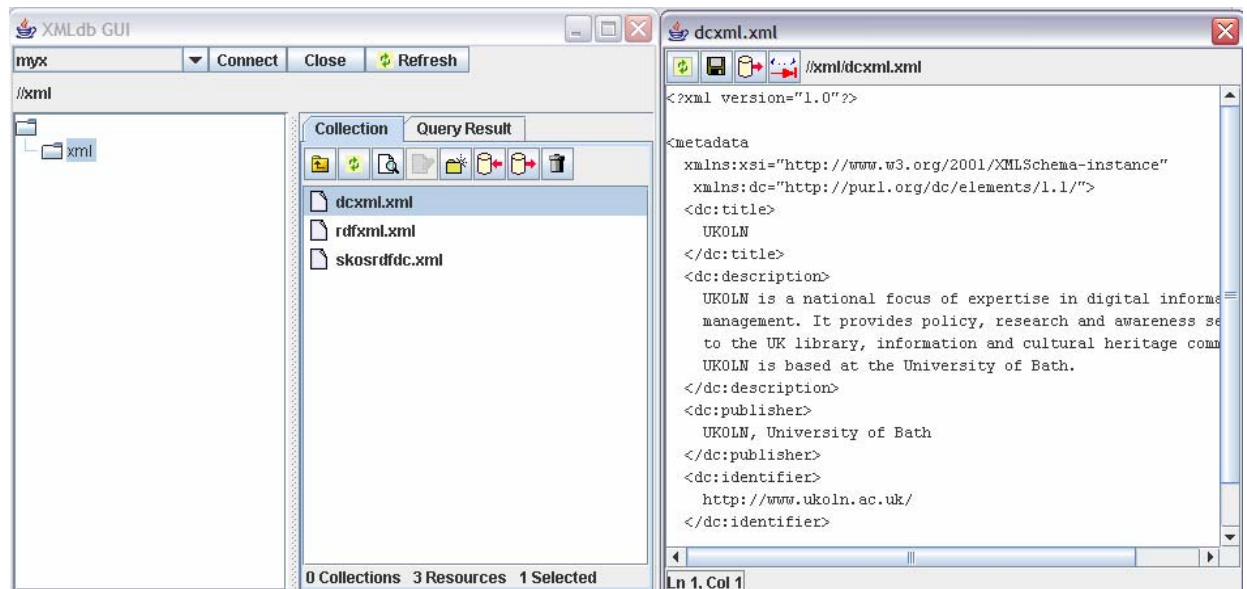 XMLdb GUI
myx Connect Close Refresh
//xml
xml
Collection Query Result
dcxml.xml
rdfxml.xml
skosrdfdc.xml
0 Collections 3 Resources 1 Selected
dcxml.xml
//xml/dcxml.xml
<?xml version="1.0"?>
<metadata
xmlns:xsi="http://www.w3.org/2001/XMLSchema-instance"
xmlns:dc="http://purl.org/dc/elements/1.1/">
<dc:title>
UKOLN
</dc:title>
<dc:description>
UKOLN is a national focus of expertise in digital
management. It provides policy, research and awareness
to the UK library, information and cultural heritage
UKOLN is based at the University of Bath.
</dc:description>
<dc:publisher>
UKOLN, University of Bath
</dc:publisher>
<dc:identifier>
http://www.ukoln.ac.uk/
</dc:identifier>
Ln 1, Col 1